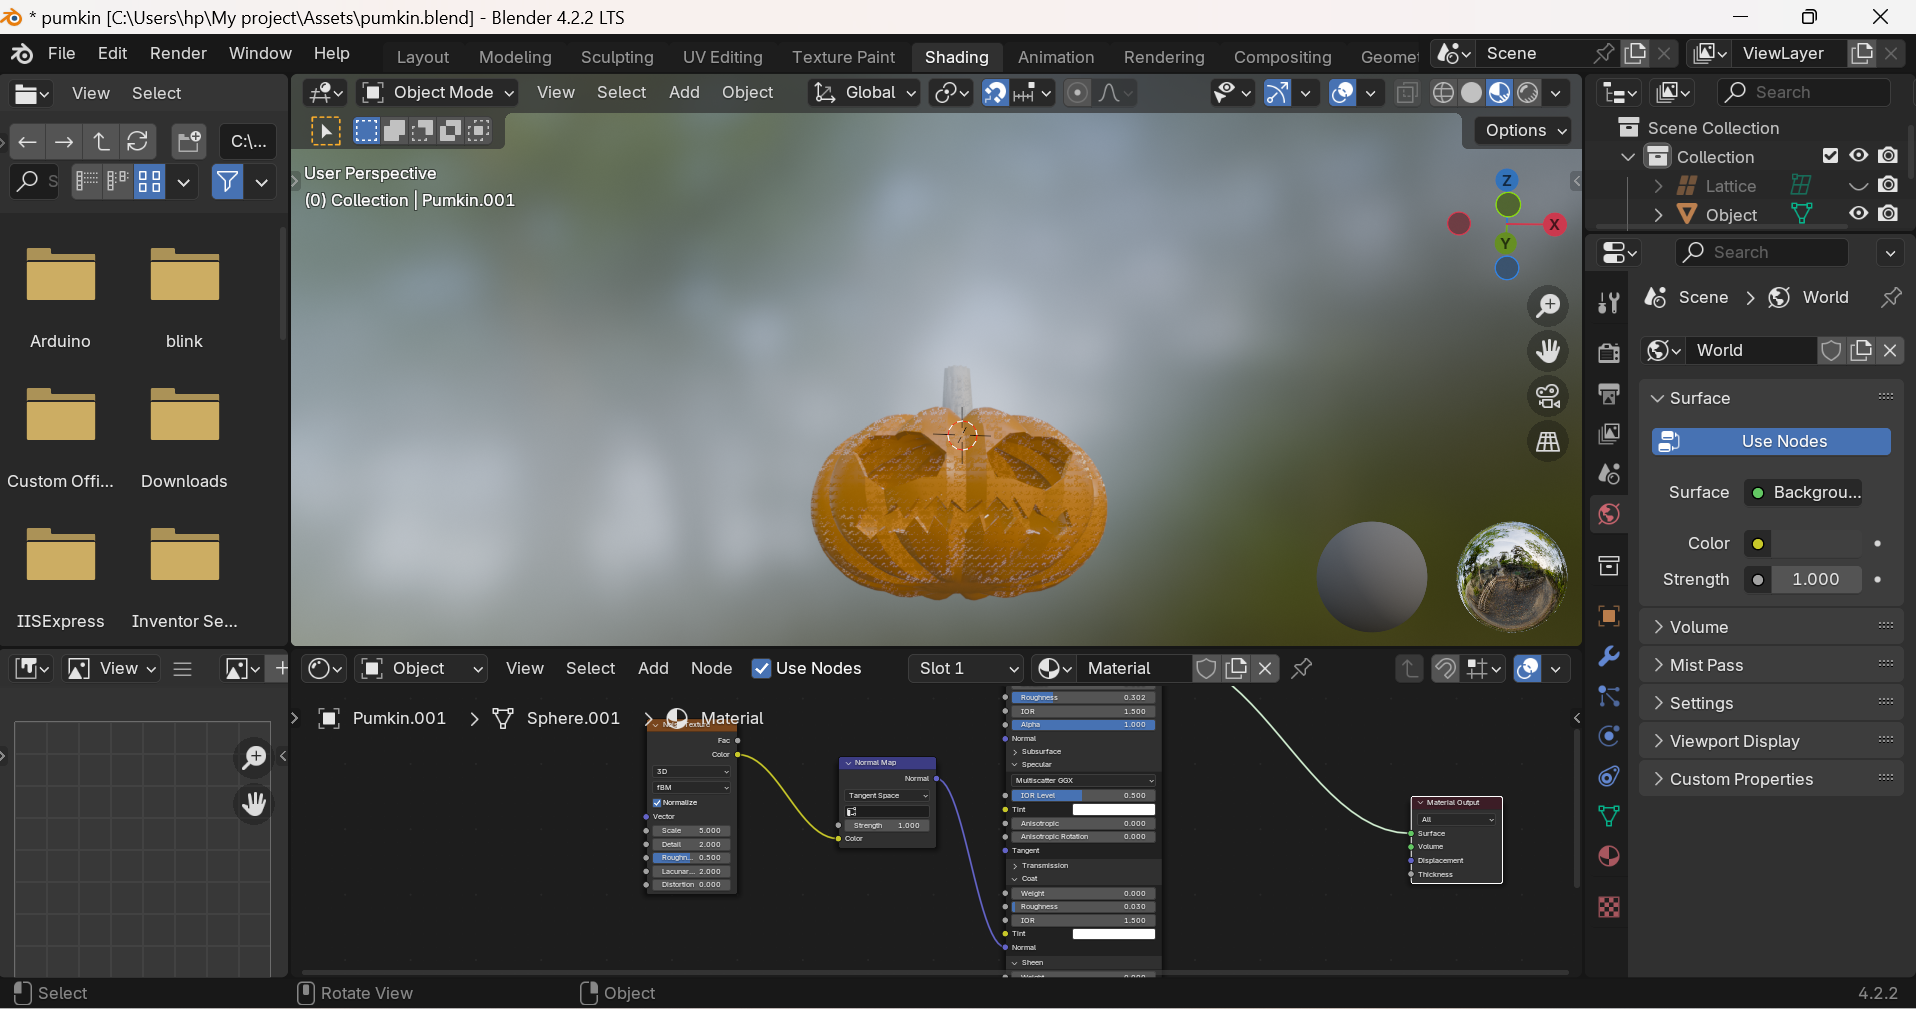 * pumkin [C:\Users\hp\My project\Assets\pumkin.blend] - Blender 4.2.2 LTS
File Edit Render Window Help
Layout Modeling Sculpting UV Editing Texture Paint Shading Animation Rendering Compositing Geomet
Scene
ViewLayer
View Select
Object Mode View Select Add Object
Global
Search
Options
C:\...
S
User Perspective
(0) Collection | Pumkin.001
Z
X
Y
Scene Collection
Collection
Lattice
Object
Search
Scene > World
World
Surface
Use Nodes
Surface Backgrou...
Color
Strength 1.000
Volume
Mist Pass
Settings
Viewport Display
Custom Properties
Arduino blink
Custom Offi... Downloads
IISExpress Inventor Se...
View
Object View Select Add Node Use Nodes Slot 1 Material
Pumkin.001 > Sphere.001 > Material
Fac
Color
3D
fBM
Normalize
Vector
Scale 5.000
Detail 2.000
Roughn... 0.500
Lacunar... 2.000
Distortion 0.000
Normal Map
Normal
Tangent Space
Strength 1.000
Color
Roughness 0.302
IOR 1.500
Alpha 1.000
Normal
Subsurface
Specular
Multiscatter GGX
IOR Level 0.500
Tint
Anisotropic 0.000
Anisotropic Rotation 0.000
Tangent
Transmission
Coat
Weight 0.000
Roughness 0.030
IOR 1.500
Tint
Normal
Sheen
Weight 0.000
Material Output
All
Surface
Volume
Displacement
Thickness
Select Rotate View Object 4.2.2